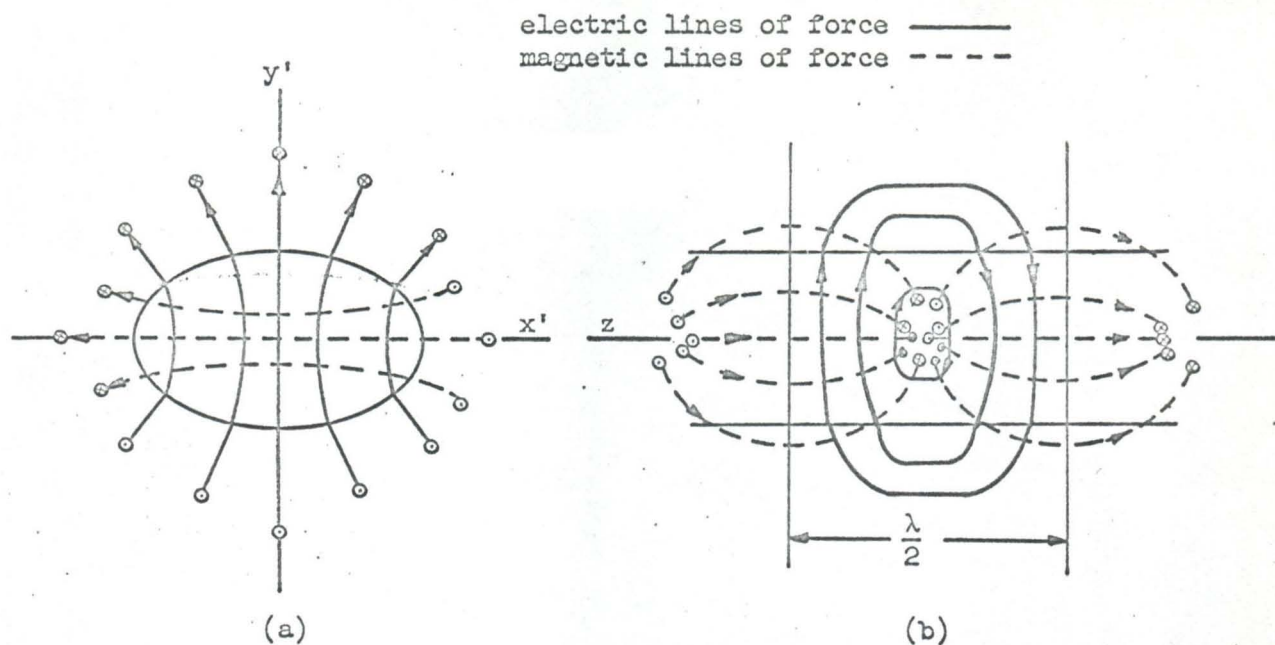 electric lines of force
magnetic lines of force
y'
x'
z
λ
2
(a)
(b)